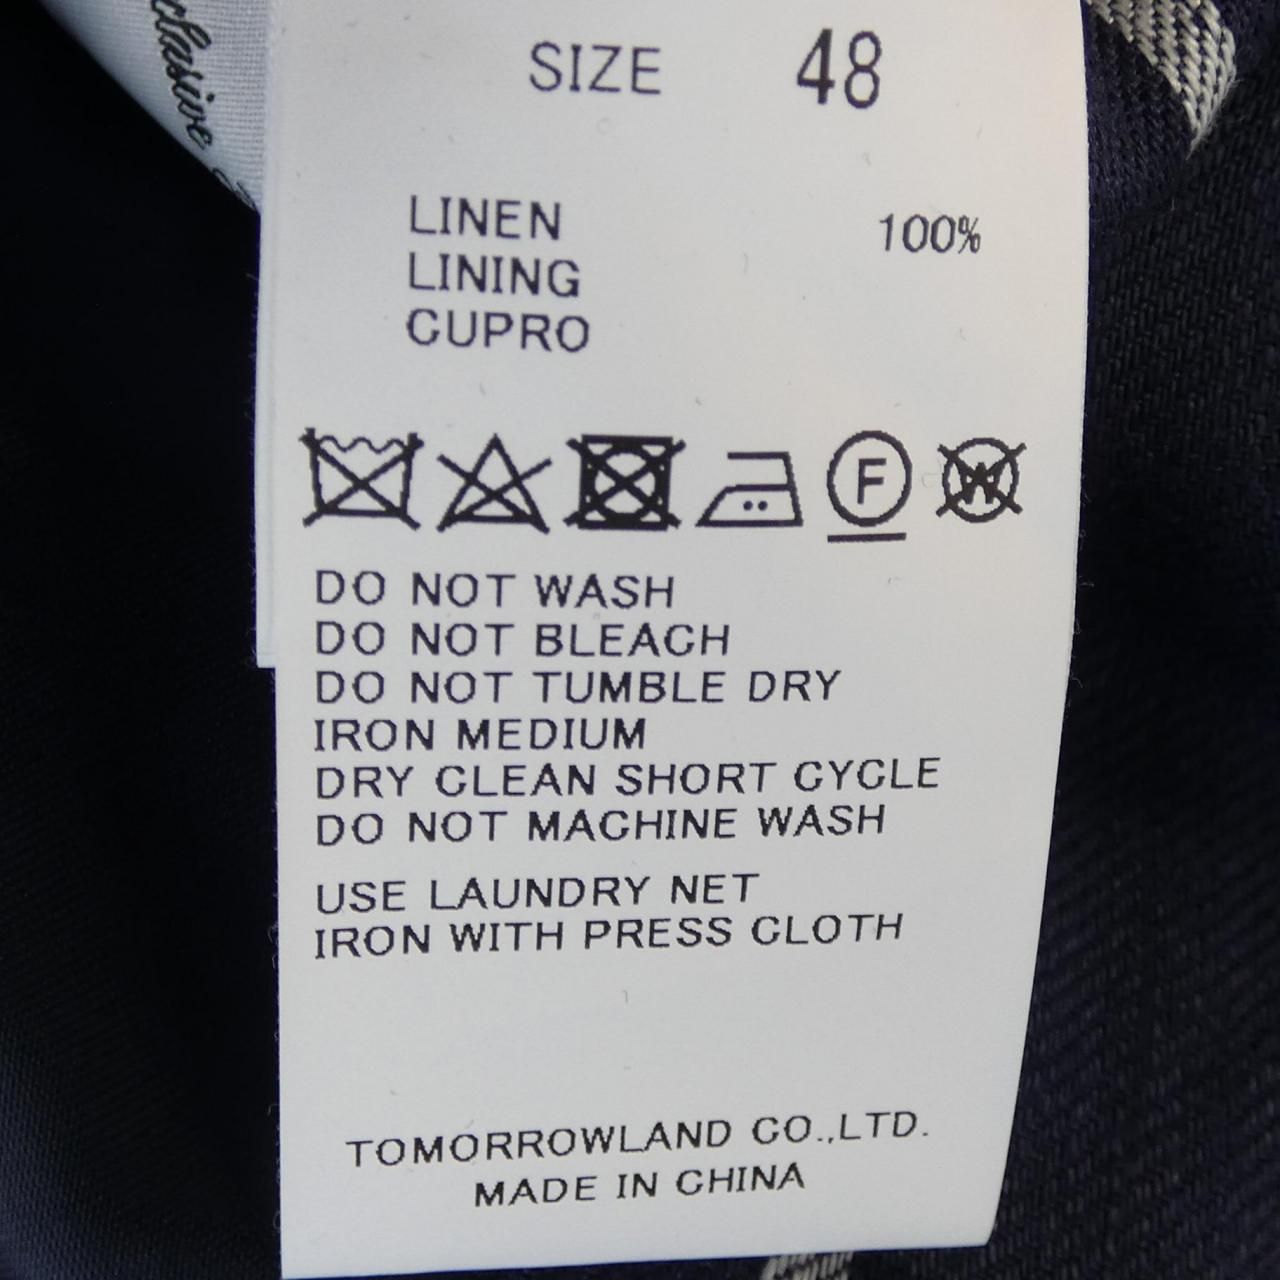 clusive
SIZE 48
LINEN 100%
LINING
CUPRO
F W
DO NOT WASH
DO NOT BLEACH
DO NOT TUMBLE DRY
IRON MEDIUM
DRY CLEAN SHORT CYCLE
DO NOT MACHINE WASH
USE LAUNDRY NET
IRON WITH PRESS CLOTH
TOMORROWLAND CO.,LTD.
MADE IN CHINA